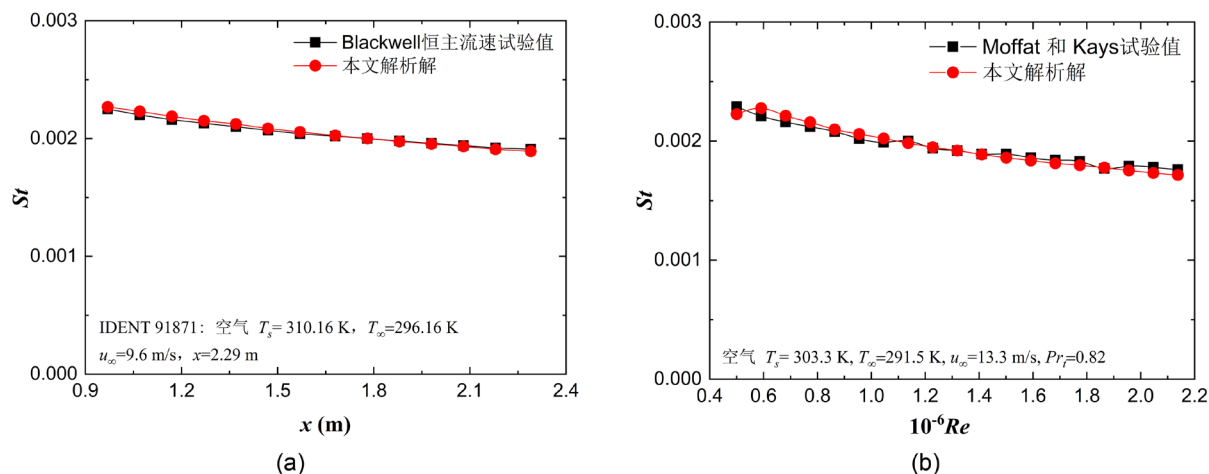 0.003
0.002
0.001
0.000
St
Blackwell恒主流速试验值
本文解析解
IDENT 91871: 空气 Ts= 310.16 K, T∞=296.16 K
u∞=9.6 m/s, x=2.29 m
0.9 1.2 1.5 1.8 2.1 2.4
x (m)
(a)
0.003
0.002
0.001
0.000
St
Moffat 和 Kays试验值
本文解析解
空气 Ts= 303.3 K, T∞=291.5 K, u∞=13.3 m/s, Prt=0.82
0.4 0.6 0.8 1.0 1.2 1.4 1.6 1.8 2.0 2.2
10⁻⁶Re
(b)